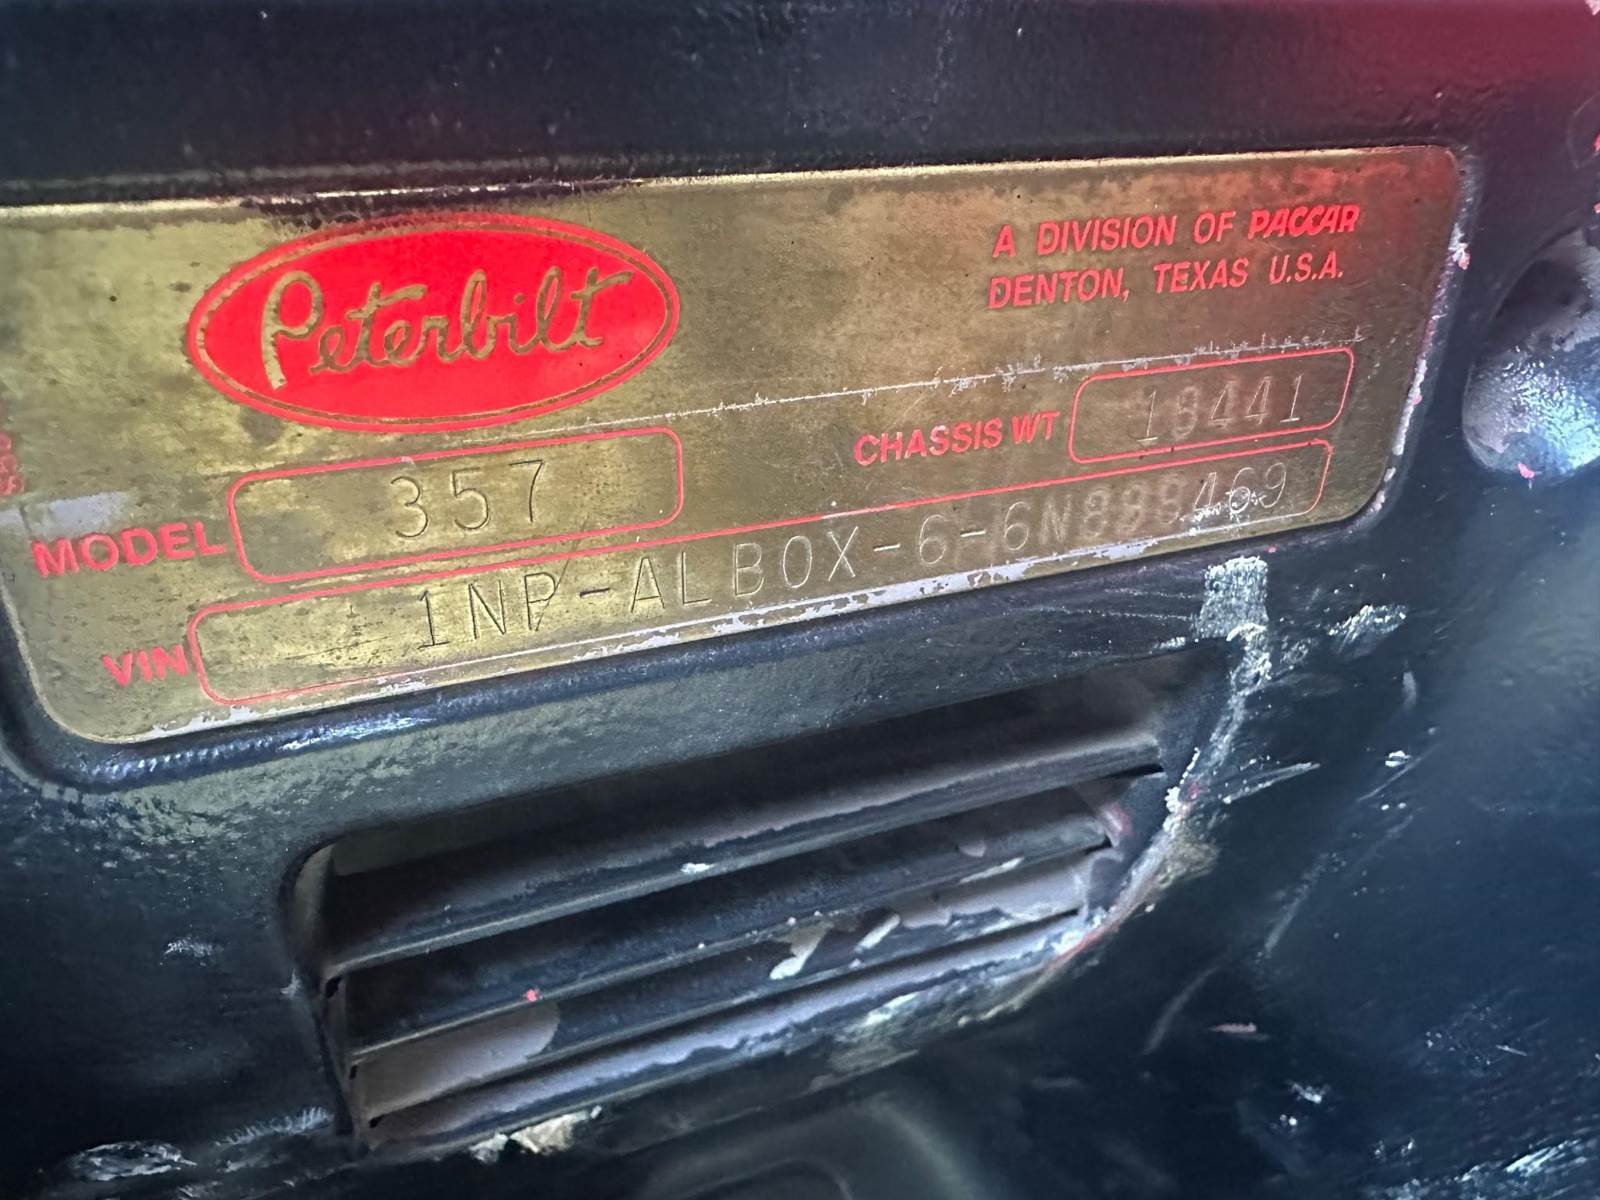 Peterbilt
A DIVISION OF PACCAR
DENTON, TEXAS U.S.A.
CHASSIS WT 18441
MODEL 357
VIN 1NP-ALBOX-6-6N888469